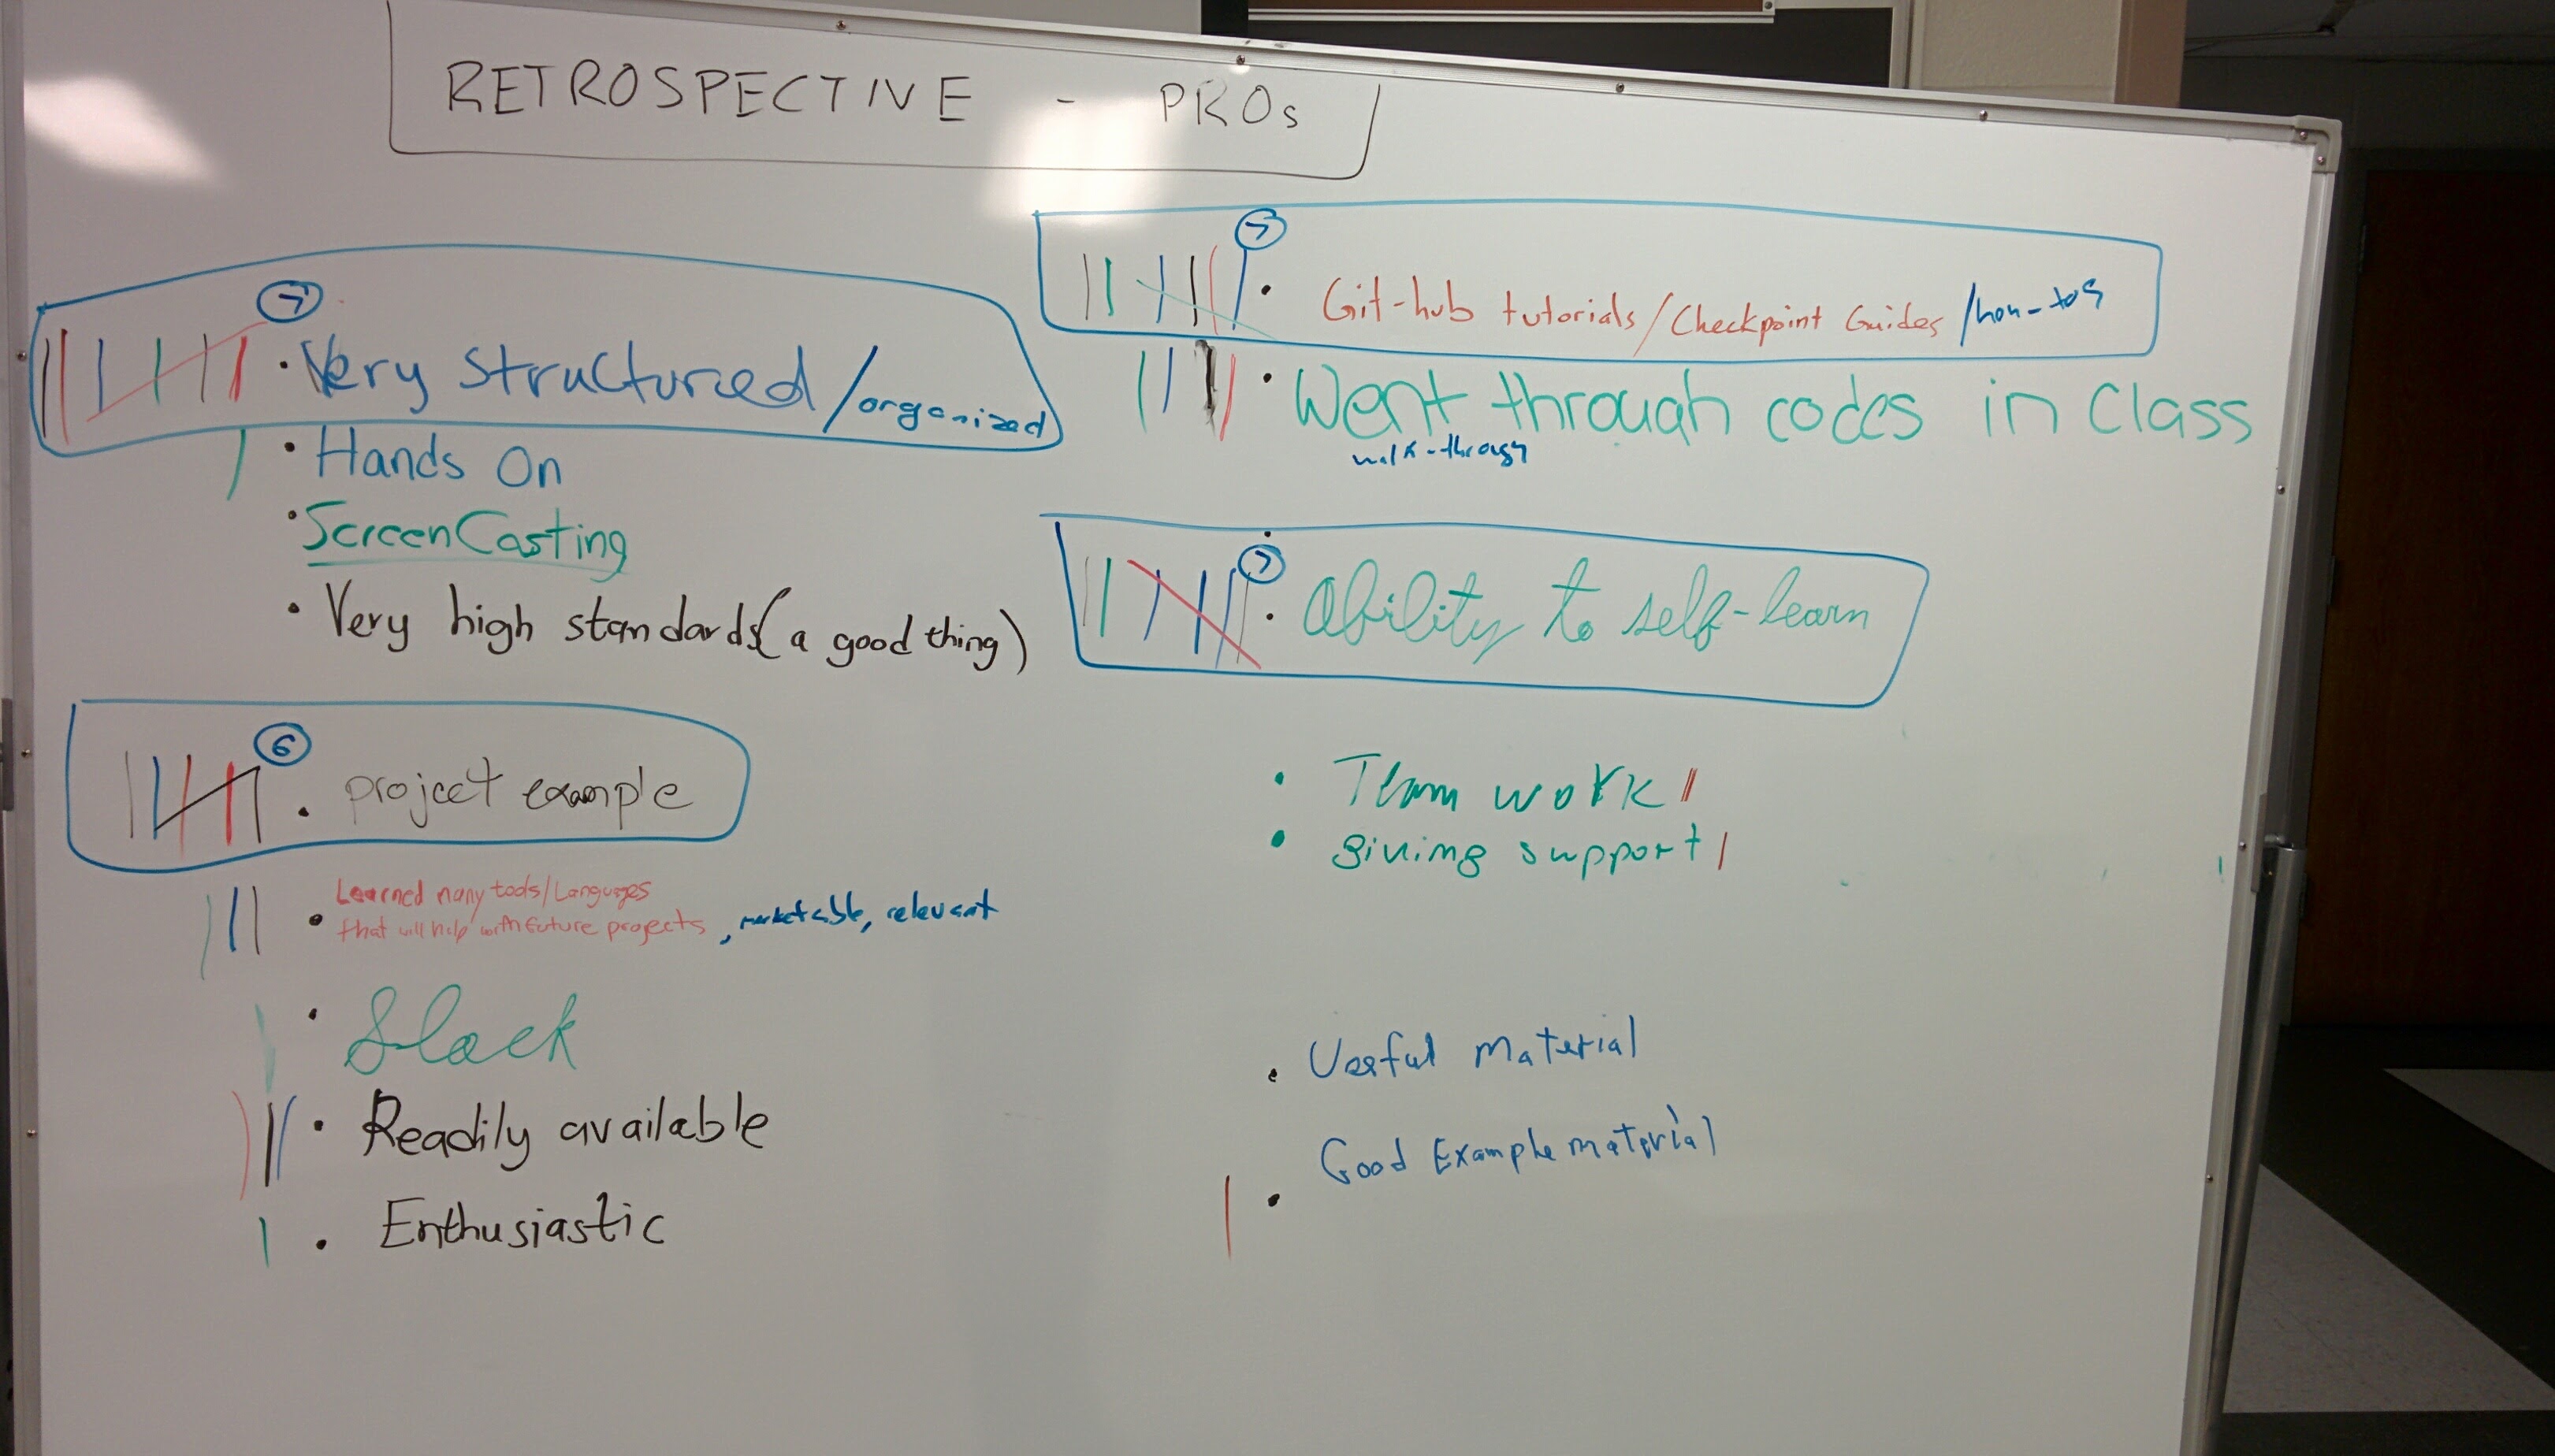 RETROSPECTIVE - PROs
7
• Very structured/organized
• Hands On
• ScreenCasting
• Very high standards (a good thing)
6
• project example
Learned many tools/Languages
• that will help with future projects, marketable, relevant
• Slack
• Readily available
• Enthusiastic
7
• Git-hub tutorials/Checkpoint Guides/how-tos
• Went through codes in Class
walk-through
7
• Ability to self-learn
• Team work
• giving support
• Useful material
Good Example material
•